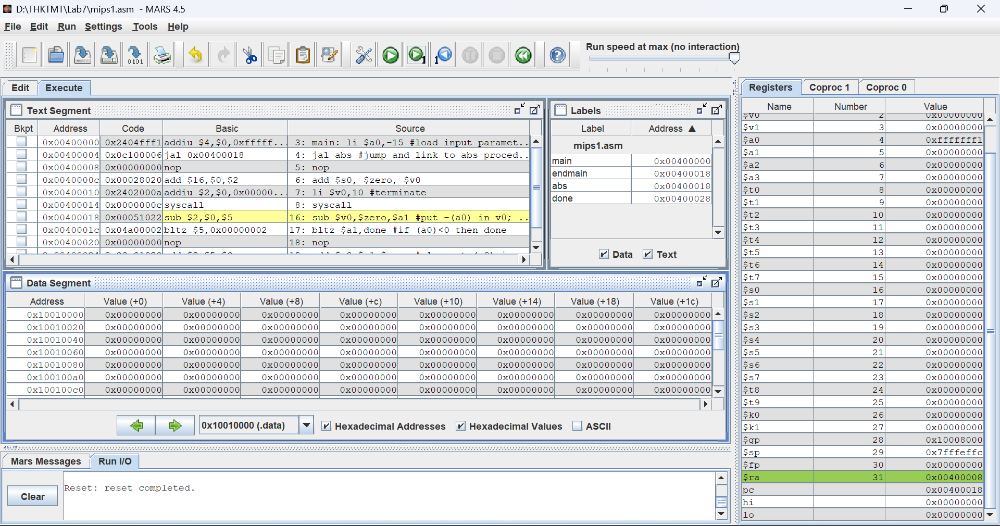 D:\THKTMT\Lab7\mips1.asm - MARS 4.5
File Edit Run Settings Tools Help
Run speed at max (no interaction)
Edit Execute
Text Segment
Bkpt Address Code Basic Source
0x00400000 0x2404fff1 addiu $4,$0,0xfffff... 3: main: li $a0,-15 #load input paramet...
0x00400004 0x0c100006 jal 0x00400018 4: jal abs #jump and link to abs proced...
0x00400008 0x00000000 nop 5: nop
0x0040000c 0x00028020 add $16,$0,$2 6: add $s0, $zero, $v0
0x00400010 0x2402000a addiu $2,$0,0x00000... 7: li $v0,10 #terminate
0x00400014 0x0000000c syscall 8: syscall
0x00400018 0x00051022 sub $2,$0,$5 16: sub $v0,$zero,$a1 #put -(a0) in v0; ...
0x0040001c 0x04a00002 bltz $5,0x00000002 17: bltz $a1,done #if (a0)<0 then done
0x00400020 0x00000000 nop 18: nop
Labels
Label Address ▲
mips1.asm
main 0x00400000
endmain 0x00400018
abs 0x00400018
done 0x00400028
Data Text
Data Segment
Address Value (+0) Value (+4) Value (+8) Value (+c) Value (+10) Value (+14) Value (+18) Value (+1c)
0x10010000 0x00000000 0x00000000 0x00000000 0x00000000 0x00000000 0x00000000 0x00000000 0x00000000
0x10010020 0x00000000 0x00000000 0x00000000 0x00000000 0x00000000 0x00000000 0x00000000 0x00000000
0x10010040 0x00000000 0x00000000 0x00000000 0x00000000 0x00000000 0x00000000 0x00000000 0x00000000
0x10010060 0x00000000 0x00000000 0x00000000 0x00000000 0x00000000 0x00000000 0x00000000 0x00000000
0x10010080 0x00000000 0x00000000 0x00000000 0x00000000 0x00000000 0x00000000 0x00000000 0x00000000
0x100100a0 0x00000000 0x00000000 0x00000000 0x00000000 0x00000000 0x00000000 0x00000000 0x00000000
0x100100c0 0x00000000 0x00000000 0x00000000 0x00000000 0x00000000 0x00000000 0x00000000 0x00000000
0x10010000 (.data) Hexadecimal Addresses Hexadecimal Values ASCII
Mars Messages Run I/O
Clear
Reset: reset completed.
Registers Coproc 1 Coproc 0
Name Number Value
$v0 2 0x00000000
$v1 3 0x00000000
$a0 4 0xfffffff1
$a1 5 0x00000000
$a2 6 0x00000000
$a3 7 0x00000000
$t0 8 0x00000000
$t1 9 0x00000000
$t2 10 0x00000000
$t3 11 0x00000000
$t4 12 0x00000000
$t5 13 0x00000000
$t6 14 0x00000000
$t7 15 0x00000000
$s0 16 0x00000000
$s1 17 0x00000000
$s2 18 0x00000000
$s3 19 0x00000000
$s4 20 0x00000000
$s5 21 0x00000000
$s6 22 0x00000000
$s7 23 0x00000000
$t8 24 0x00000000
$t9 25 0x00000000
$k0 26 0x00000000
$k1 27 0x00000000
$gp 28 0x10008000
$sp 29 0x7fffeffc
$fp 30 0x00000000
$ra 31 0x00400008
pc 0x00400018
hi 0x00000000
lo 0x00000000